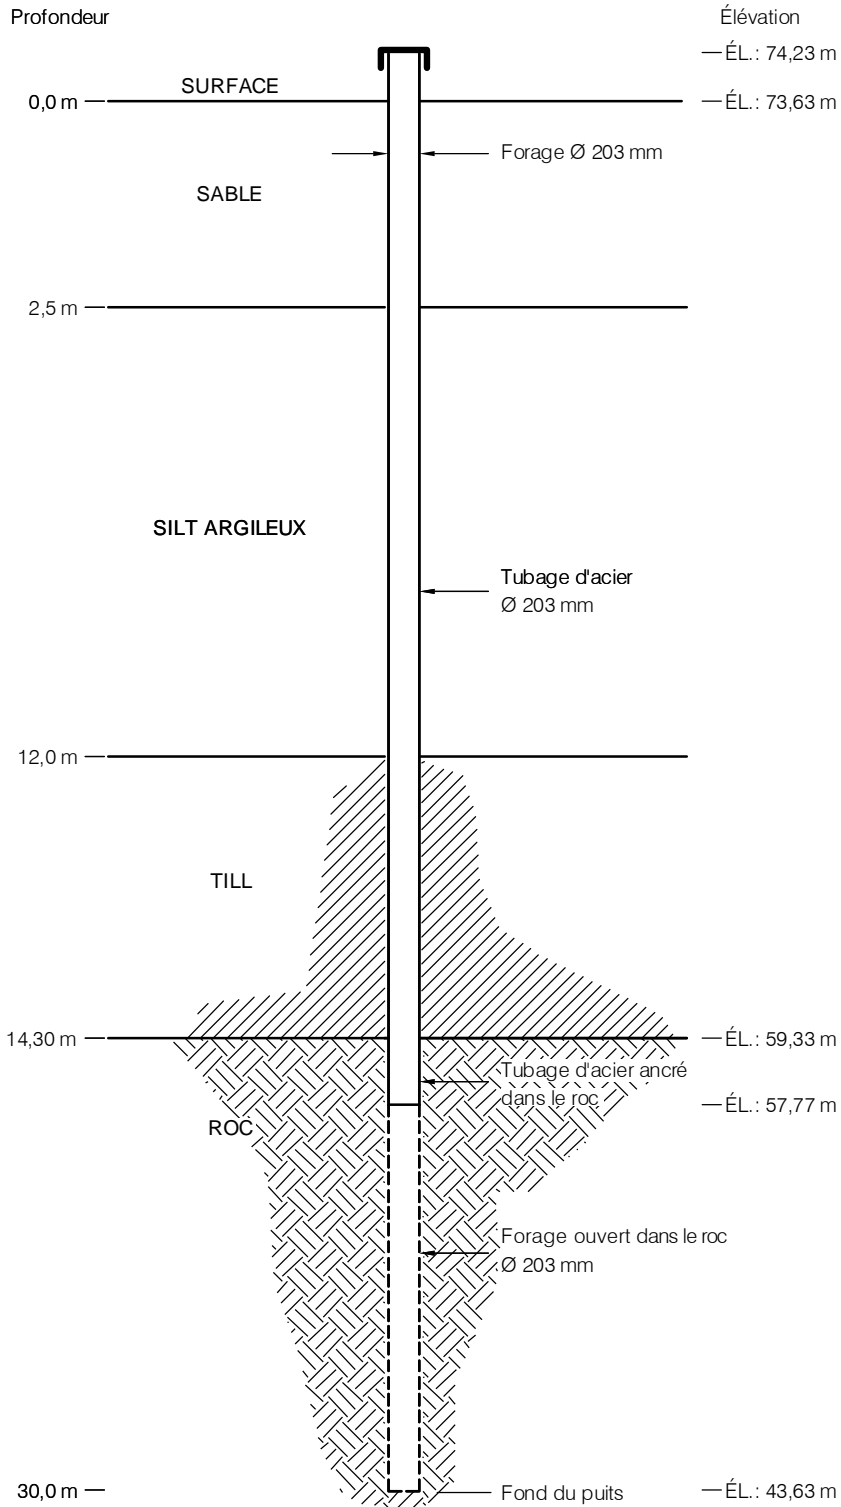 Profondeur
Élévation
ÉL.: 74,23 m
SURFACE
0,0 m
ÉL.: 73,63 m
Forage Ø 203 mm
SABLE
2,5 m
SILT ARGILEUX
Tubage d'acier
Ø 203 mm
12,0 m
TILL
14,30 m
ÉL.: 59,33 m
Tubage d'acier ancré
dans le roc
ÉL.: 57,77 m
ROC
Forage ouvert dans le roc
Ø 203 mm
30,0 m
Fond du puits
ÉL.: 43,63 m